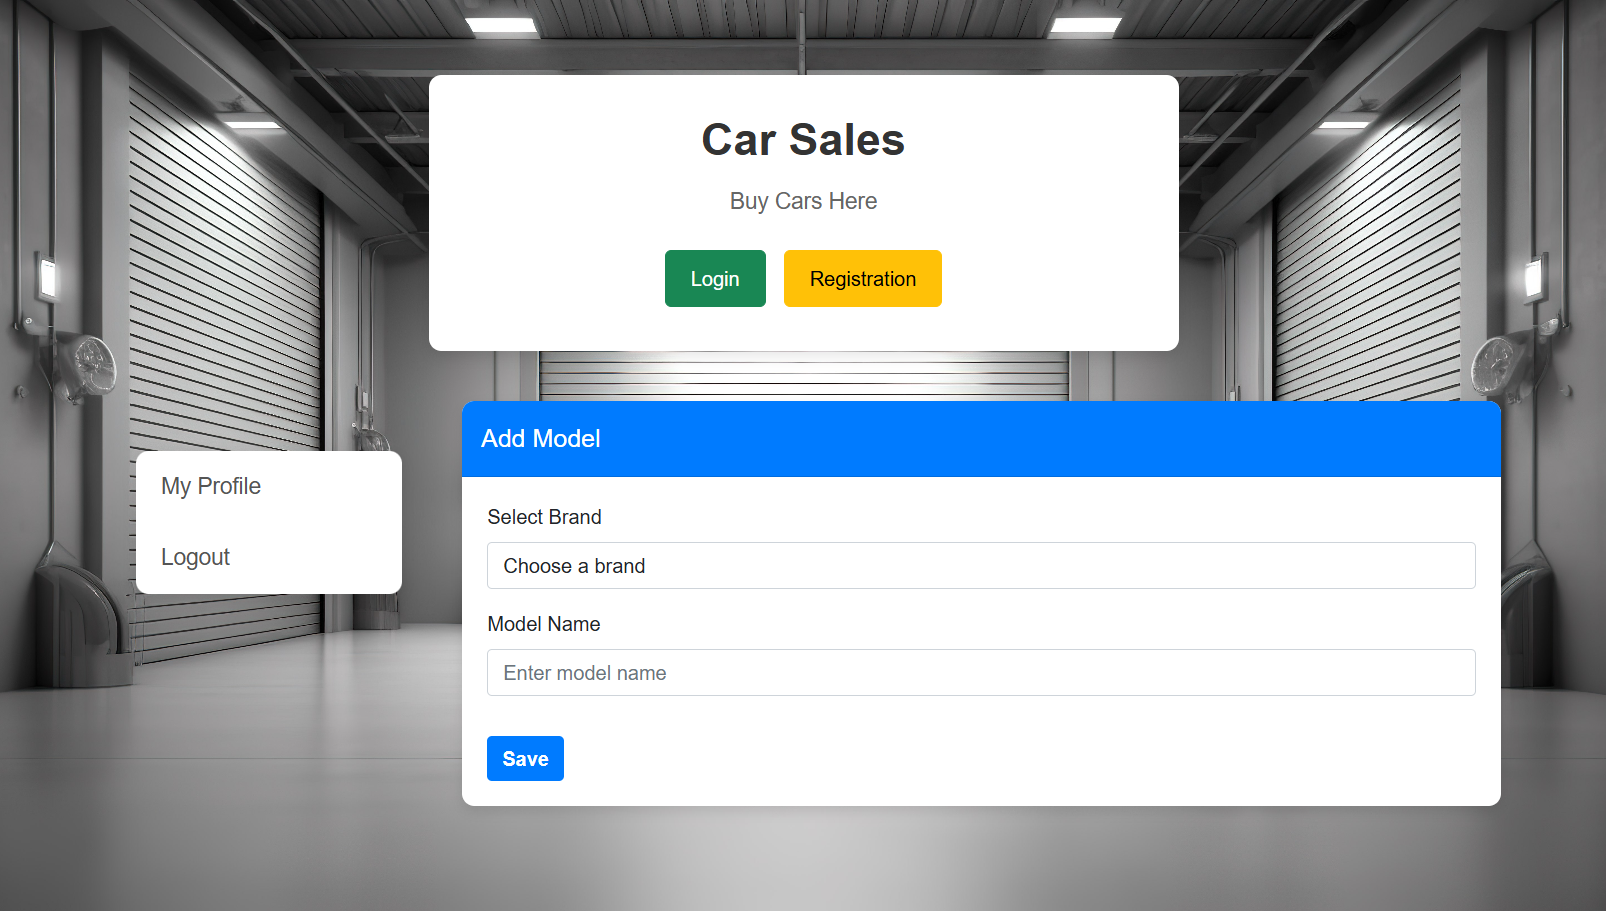 Car Sales
Buy Cars Here
Login
Registration
My Profile
Logout
Add Model
Select Brand
Choose a brand
Model Name
Enter model name
Save